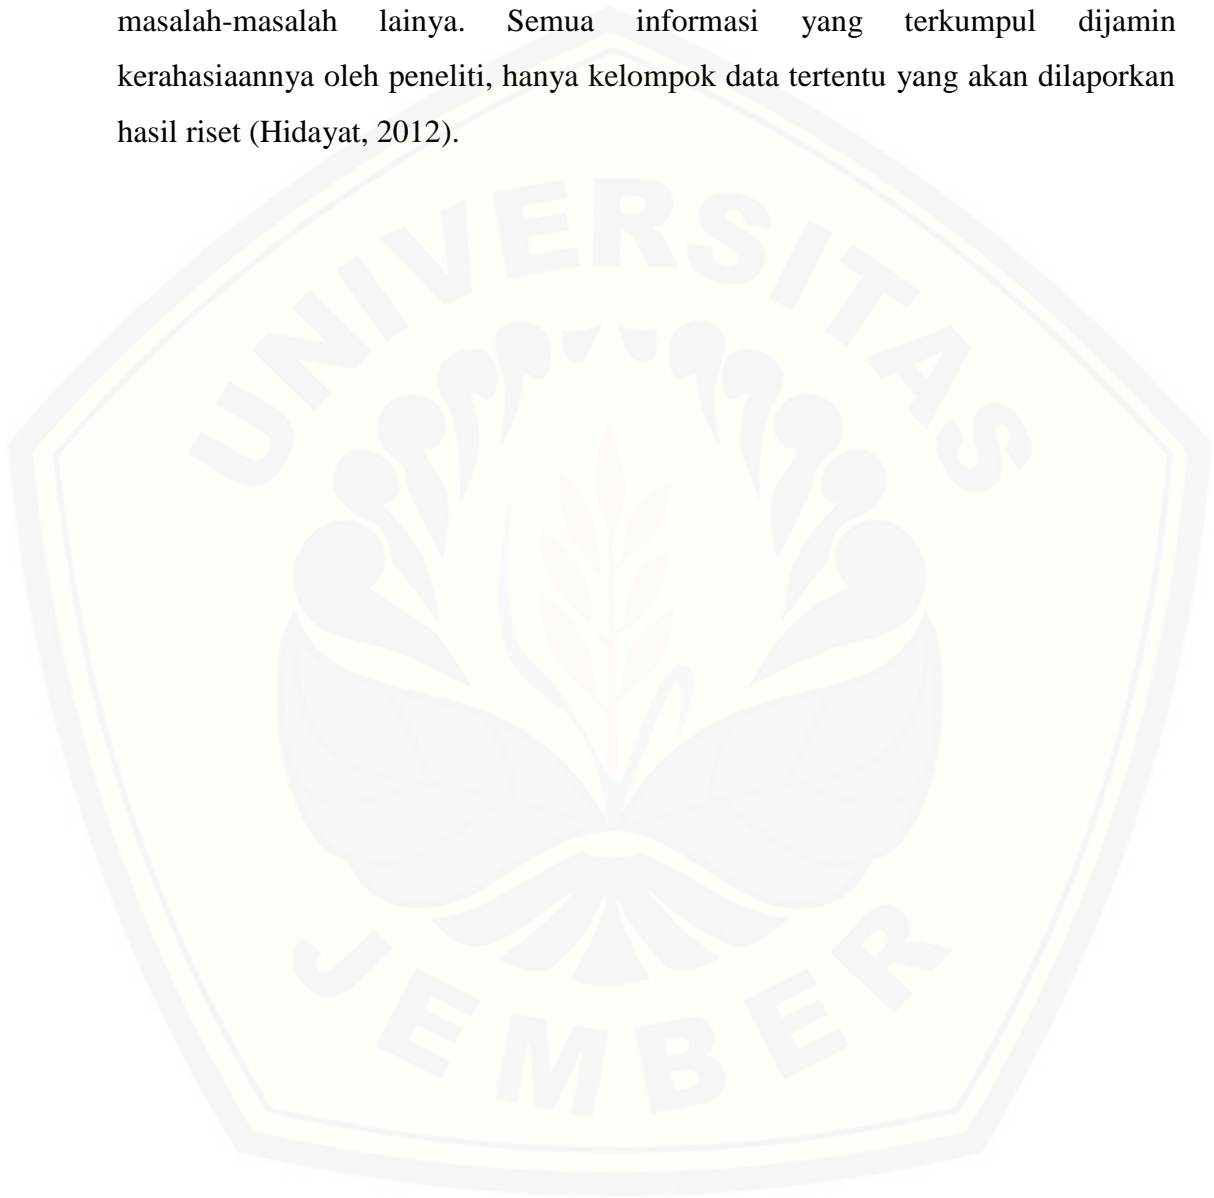 masalah-masalah lainya. Semua informasi yang terkumpul dijamin
kerahasiaannya oleh peneliti, hanya kelompok data tertentu yang akan dilaporkan
hasil riset (Hidayat, 2012).
UNIVERSITAS
JEMBER